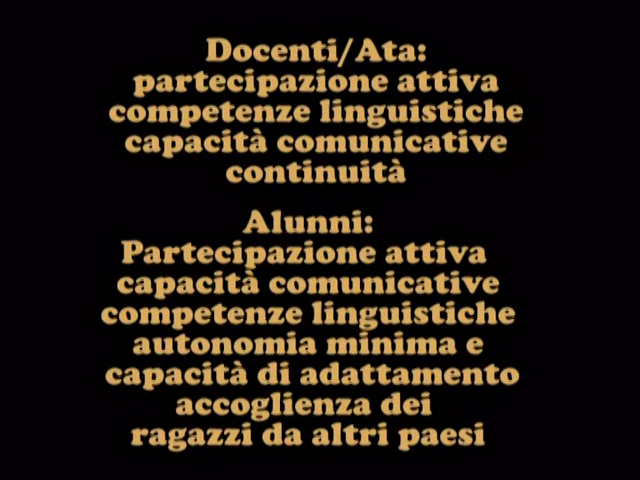 Docenti/Ata:
partecipazione attiva
competenze linguistiche
capacità comunicative
continuità
Alunni:
Partecipazione attiva
capacità comunicative
competenze linguistiche
autonomia minima e
capacità di adattamento
accoglienza dei
ragazzi da altri paesi